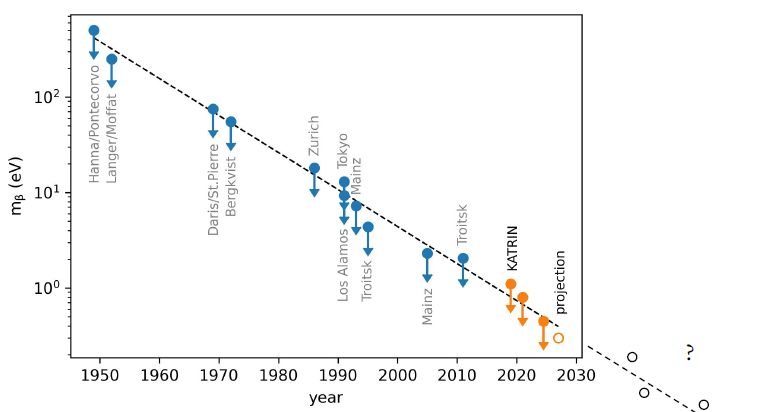 m_β (eV)
10²
10¹
10⁰
Hanna/Pontecorvo
Langer/Moffat
Daris/St.Pierre
Bergkvist
Zurich
Tokyo
Los Alamos
Mainz
Troitsk
Mainz
Troitsk
KATRIN
projection
?
1950 1960 1970 1980 1990 2000 2010 2020 2030
year